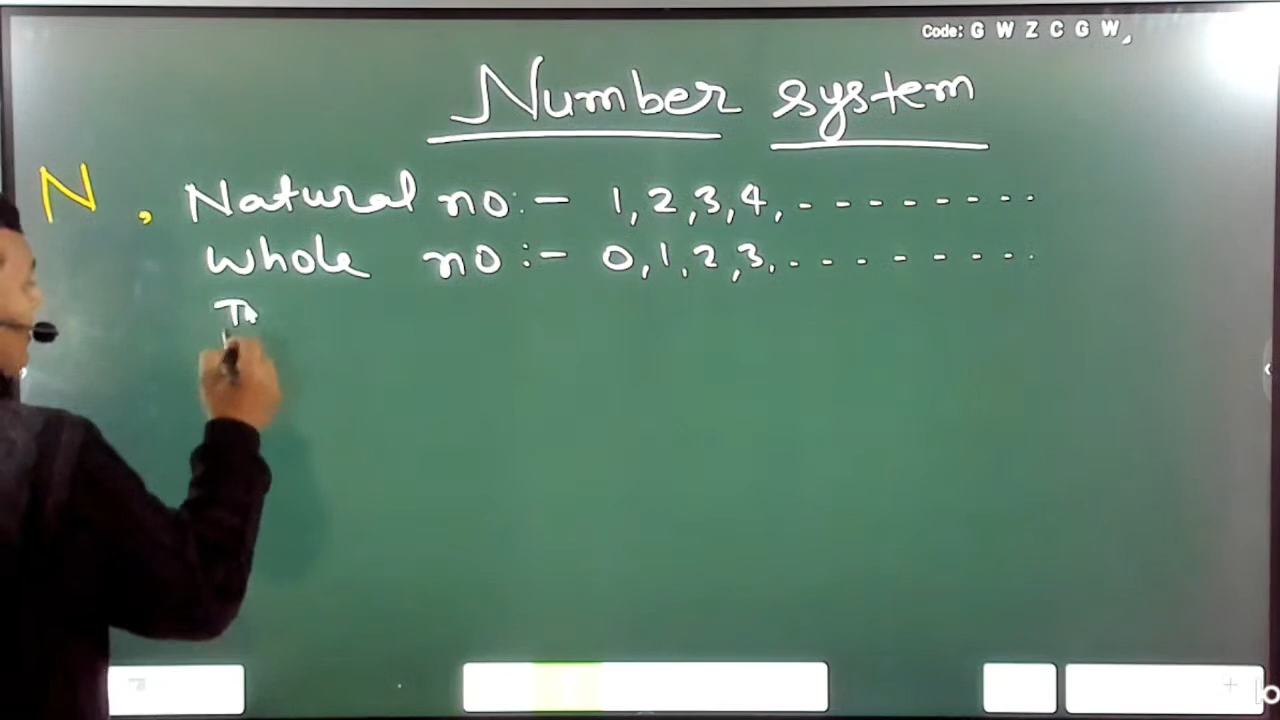 Code: G W Z C G W
Number system
N , Natural no :- 1, 2, 3, 4, - - - - - - - -
Whole no :- 0, 1, 2, 3, - - - - - - - -